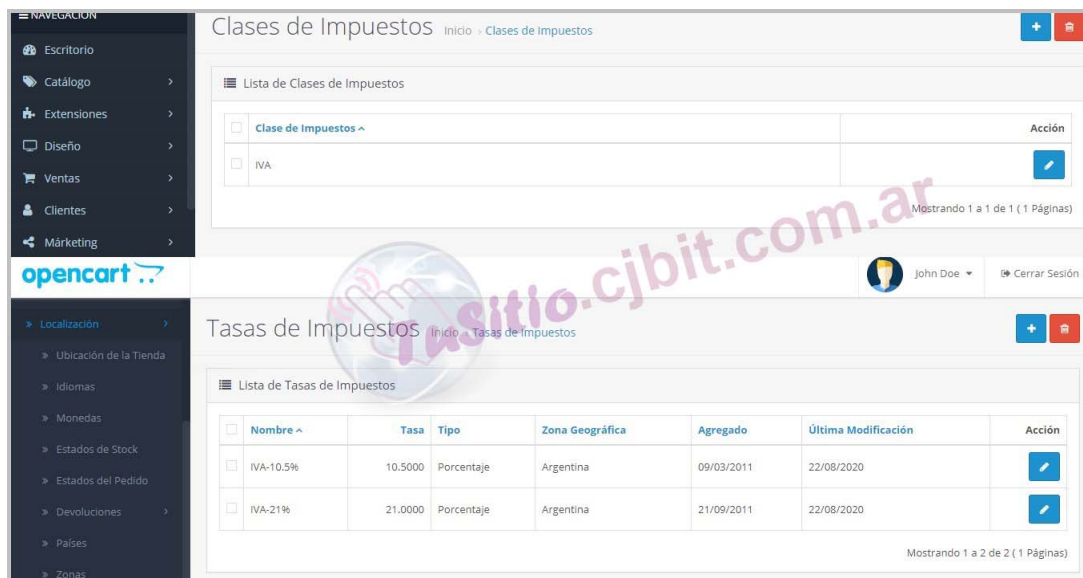 NAVEGACIÓN
Escritorio
Catálogo
Extensiones
Diseño
Ventas
Clientes
Márketing
Clases de Impuestos Inicio › Clases de Impuestos
Lista de Clases de Impuestos
Clase de Impuestos Acción
IVA
Mostrando 1 a 1 de 1 ( 1 Páginas)
TuSitio.cjbit.com.ar
opencart
John Doe Cerrar Sesión
» Localización
» Ubicación de la Tienda
» Idiomas
» Monedas
» Estados de Stock
» Estados del Pedido
» Devoluciones
» Países
» Zonas
Tasas de Impuestos Inicio › Tasas de Impuestos
Lista de Tasas de Impuestos
Nombre Tasa Tipo Zona Geográfica Agregado Última Modificación Acción
IVA-10.5% 10.5000 Porcentaje Argentina 09/03/2011 22/08/2020
IVA-21% 21.0000 Porcentaje Argentina 21/09/2011 22/08/2020
Mostrando 1 a 2 de 2 ( 1 Páginas)